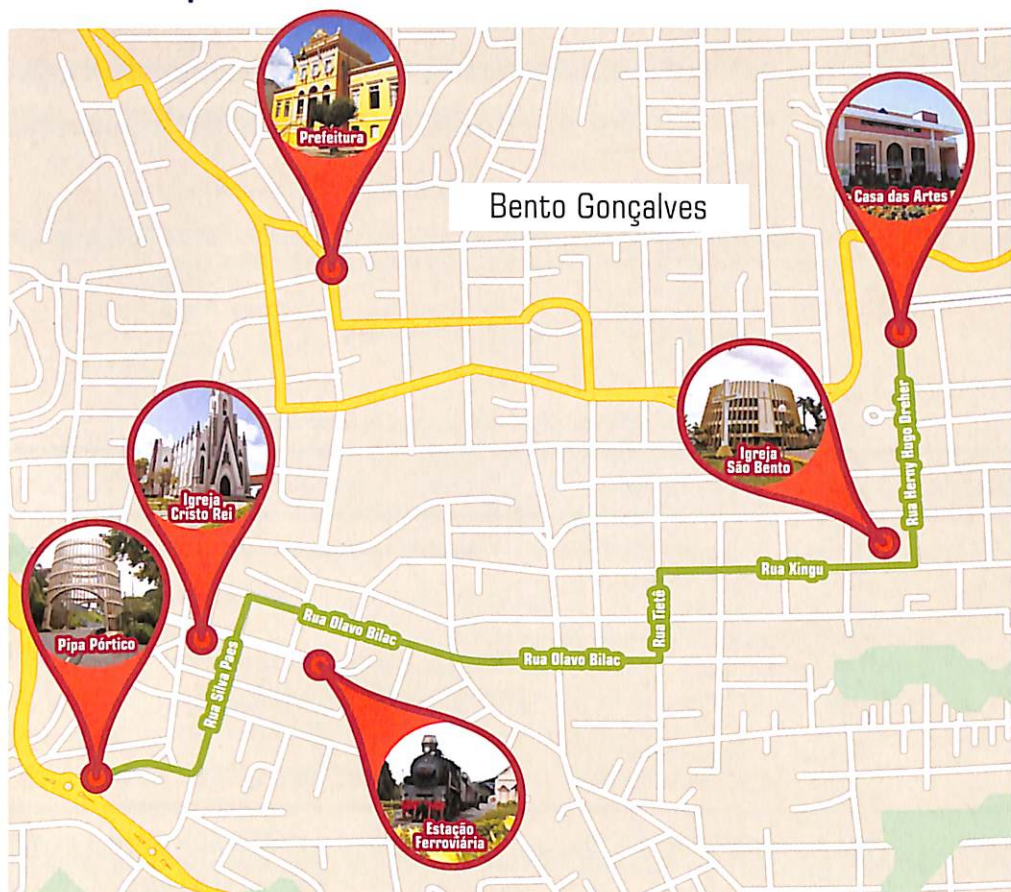 Prefeitura
Bento Gonçalves
Casa das Artes
Igreja
São Bento
Rua Herny Hugo Dreher
Igreja
Cristo Rei
Rua Xingu
Rua Tietê
Pipa Pórtico
Rua Olavo Bilac
Rua Olavo Bilac
Rua Silva Paes
Estação
Ferroviária